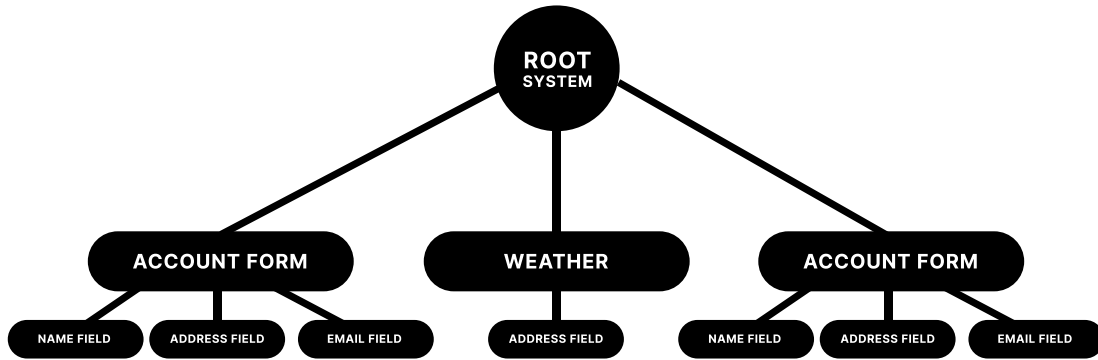 ROOT
SYSTEM
ACCOUNT FORM
WEATHER
ACCOUNT FORM
NAME FIELD
ADDRESS FIELD
EMAIL FIELD
ADDRESS FIELD
NAME FIELD
ADDRESS FIELD
EMAIL FIELD